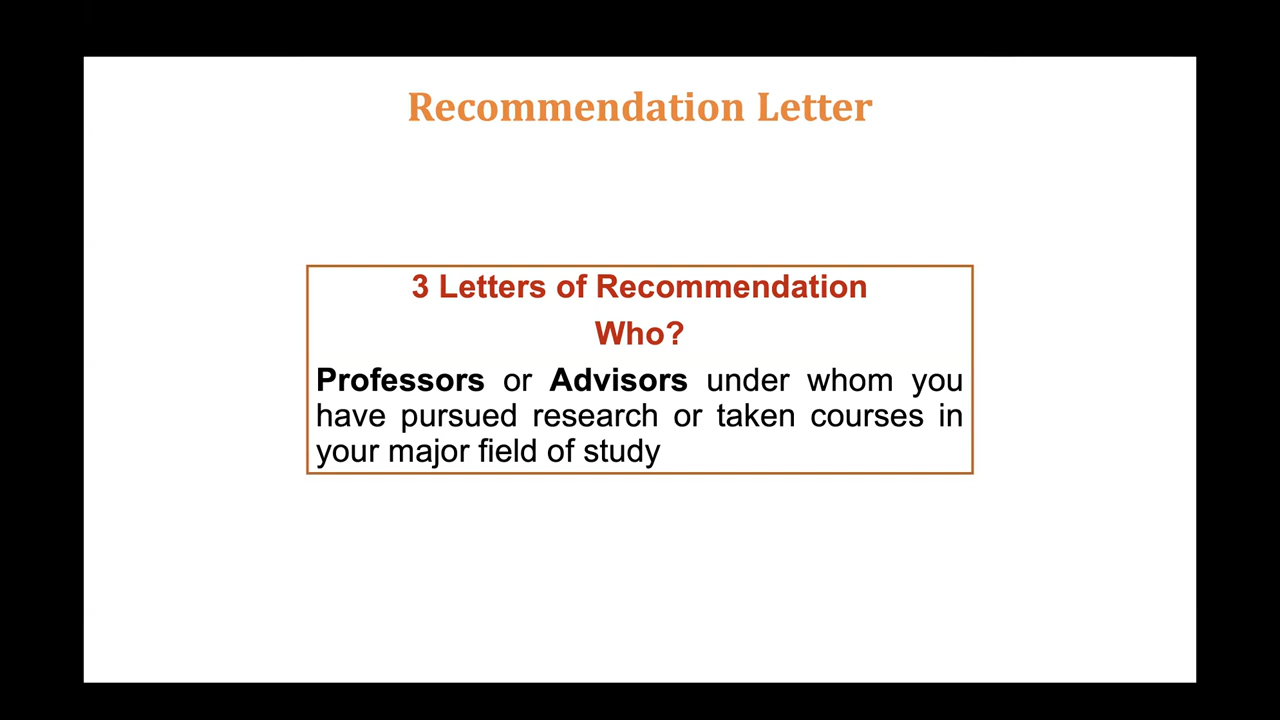 Recommendation Letter
3 Letters of Recommendation
Who?
Professors or Advisors under whom you
have pursued research or taken courses in
your major field of study